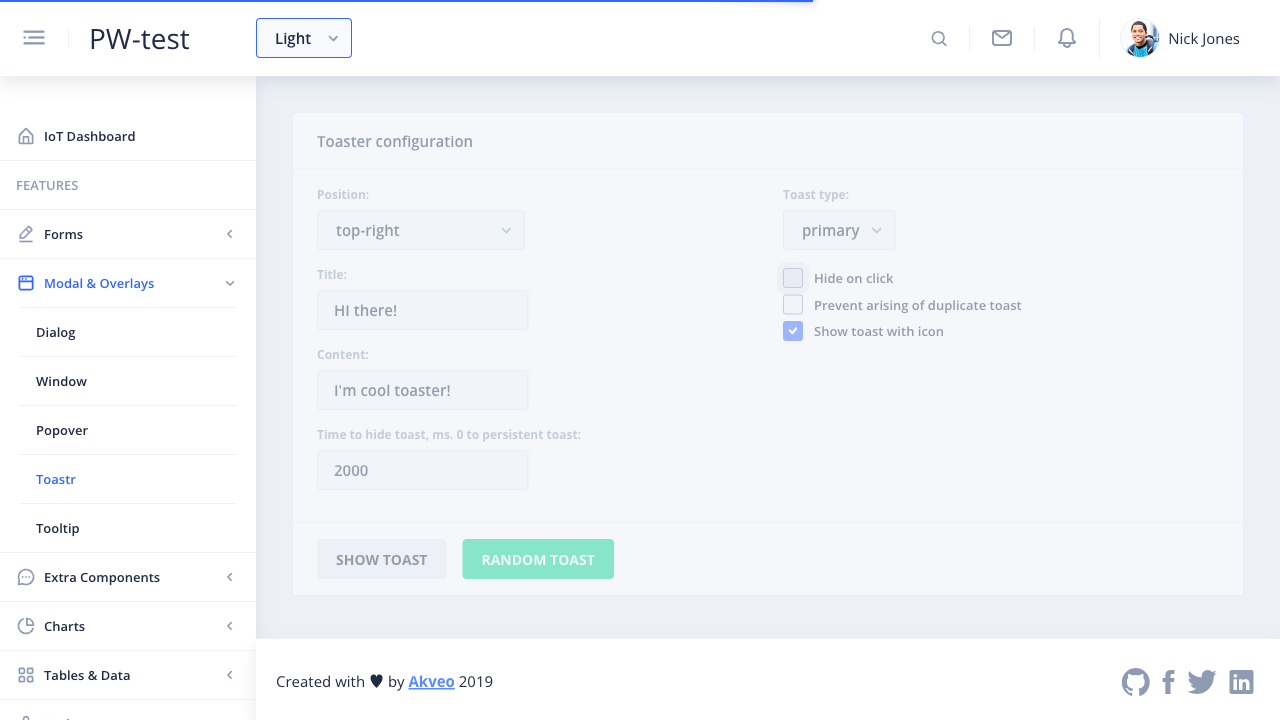 PW-test
Light
Nick Jones
IoT Dashboard
FEATURES
Forms
Modal & Overlays
Dialog
Window
Popover
Toastr
Tooltip
Extra Components
Charts
Tables & Data
Toaster configuration
Position:
top-right
Title:
HI there!
Content:
I'm cool toaster!
Time to hide toast, ms. 0 to persistent toast:
2000
Toast type:
primary
Hide on click
Prevent arising of duplicate toast
Show toast with icon
SHOW TOAST
RANDOM TOAST
Created with ♥ by Akveo 2019